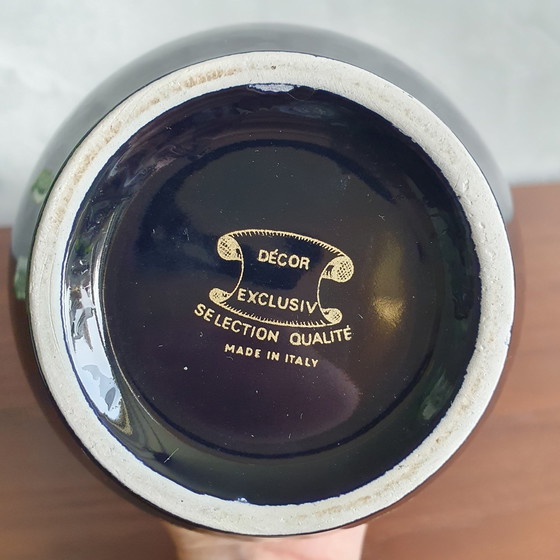 DÉCOR
EXCLUSIV
SELECTION QUALITÉ
MADE IN ITALY